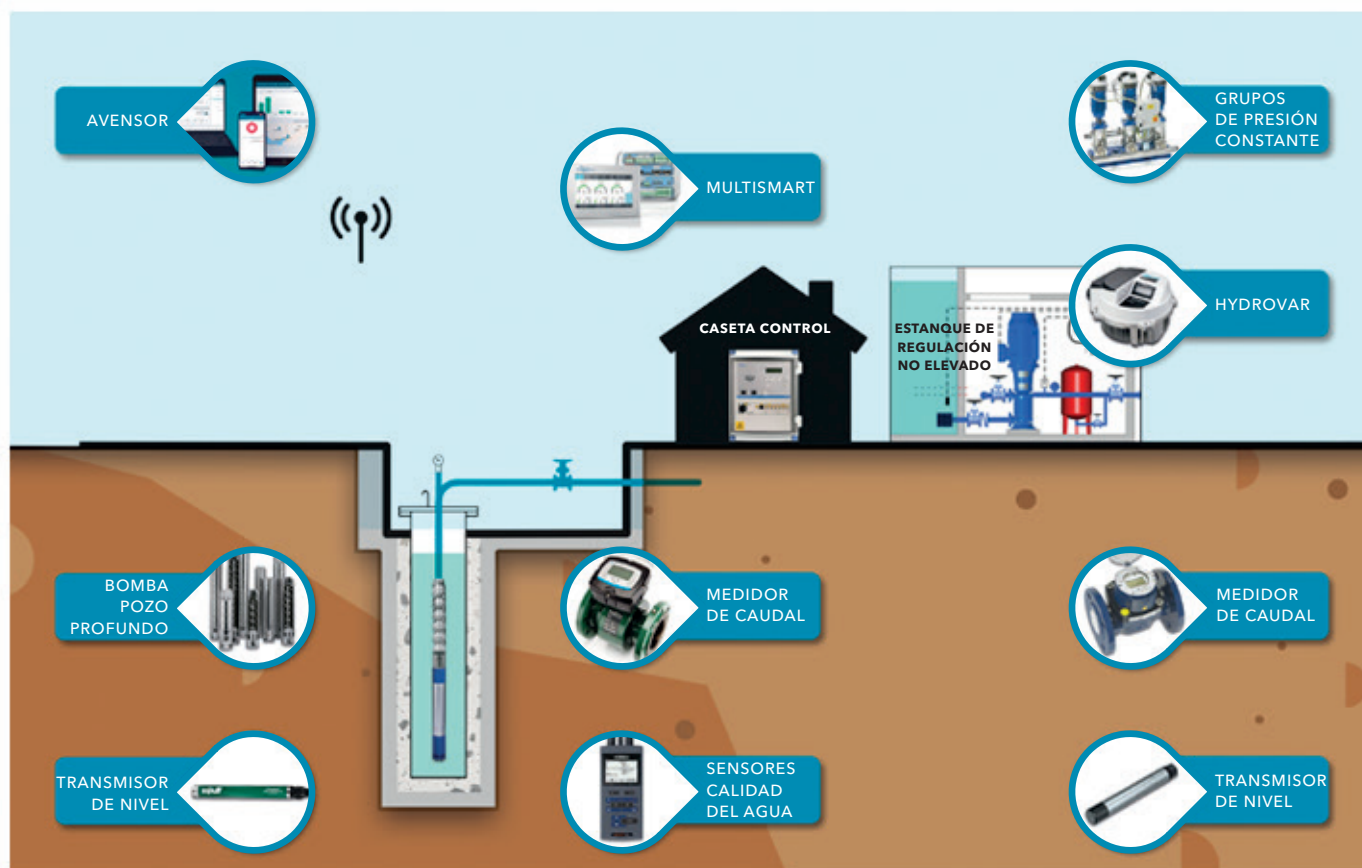 AVENSOR
MULTISMART
GRUPOS
DE PRESIÓN
CONSTANTE
HYDROVAR
CASETA CONTROL
ESTANQUE DE
REGULACIÓN
NO ELEVADO
BOMBA
POZO
PROFUNDO
MEDIDOR
DE CAUDAL
MEDIDOR
DE CAUDAL
TRANSMISOR
DE NIVEL
SENSORES
CALIDAD
DEL AGUA
TRANSMISOR
DE NIVEL